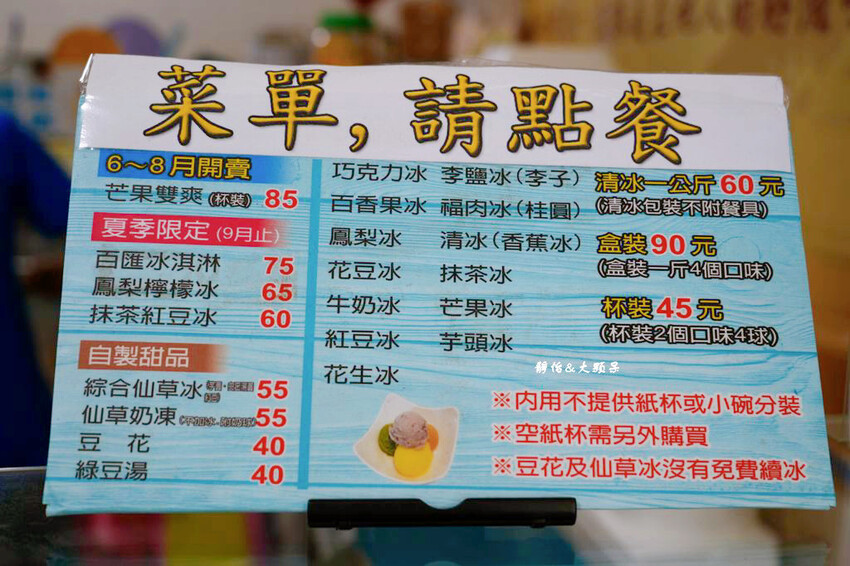 菜單,請點餐
6～8月開賣
芒果雙爽(杯裝) 85
夏季限定(9月止)
百匯冰淇淋 75
鳳梨檸檬冰 65
抹茶紅豆冰 60
自製甜品
綜合仙草冰 55
仙草奶凍 55
豆 花 40
綠豆湯 40
巧克力冰 李鹽冰(李子)
百香果冰 福肉冰(桂圓)
鳳梨冰 清冰(香蕉冰)
花豆冰 抹茶冰
牛奶冰 芒果冰
紅豆冰 芋頭冰
花生冰
清冰一公斤60元
(清冰包裝不附餐具)
盒裝90元
(盒裝一斤4個口味)
杯裝45元
(杯裝2個口味4球)
靜怡&大顆呆
※內用不提供紙杯或小碗分裝
※空紙杯需另外購買
※豆花及仙草冰沒有免費續冰